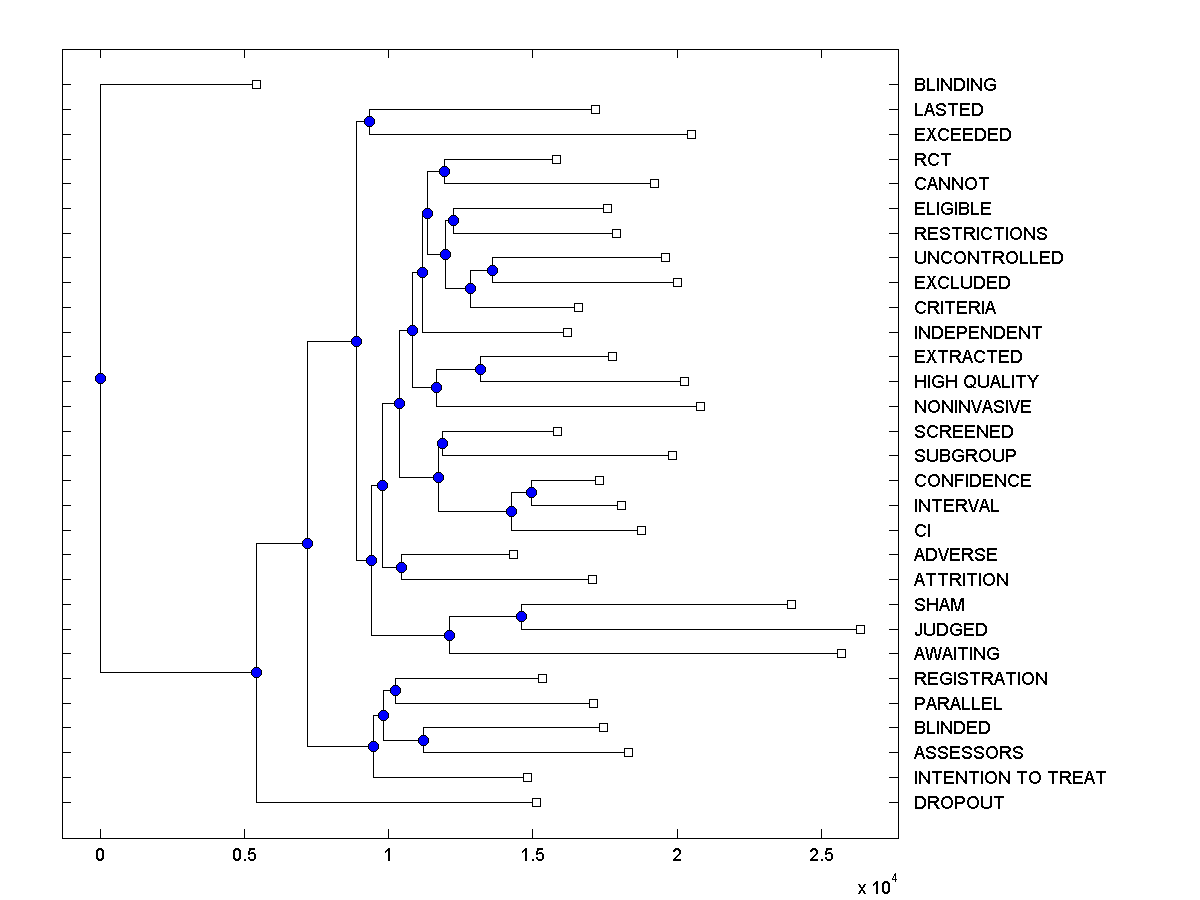 BLINDING
LASTED
EXCEEDED
RCT
CANNOT
ELIGIBLE
RESTRICTIONS
UNCONTROLLED
EXCLUDED
CRITERIA
INDEPENDENT
EXTRACTED
HIGH QUALITY
NONINVASIVE
SCREENED
SUBGROUP
CONFIDENCE
INTERVAL
CI
ADVERSE
ATTRITION
SHAM
JUDGED
AWAITING
REGISTRATION
PARALLEL
BLINDED
ASSESSORS
INTENTION TO TREAT
DROPOUT
0 0.5 1 1.5 2 2.5
x 10^4